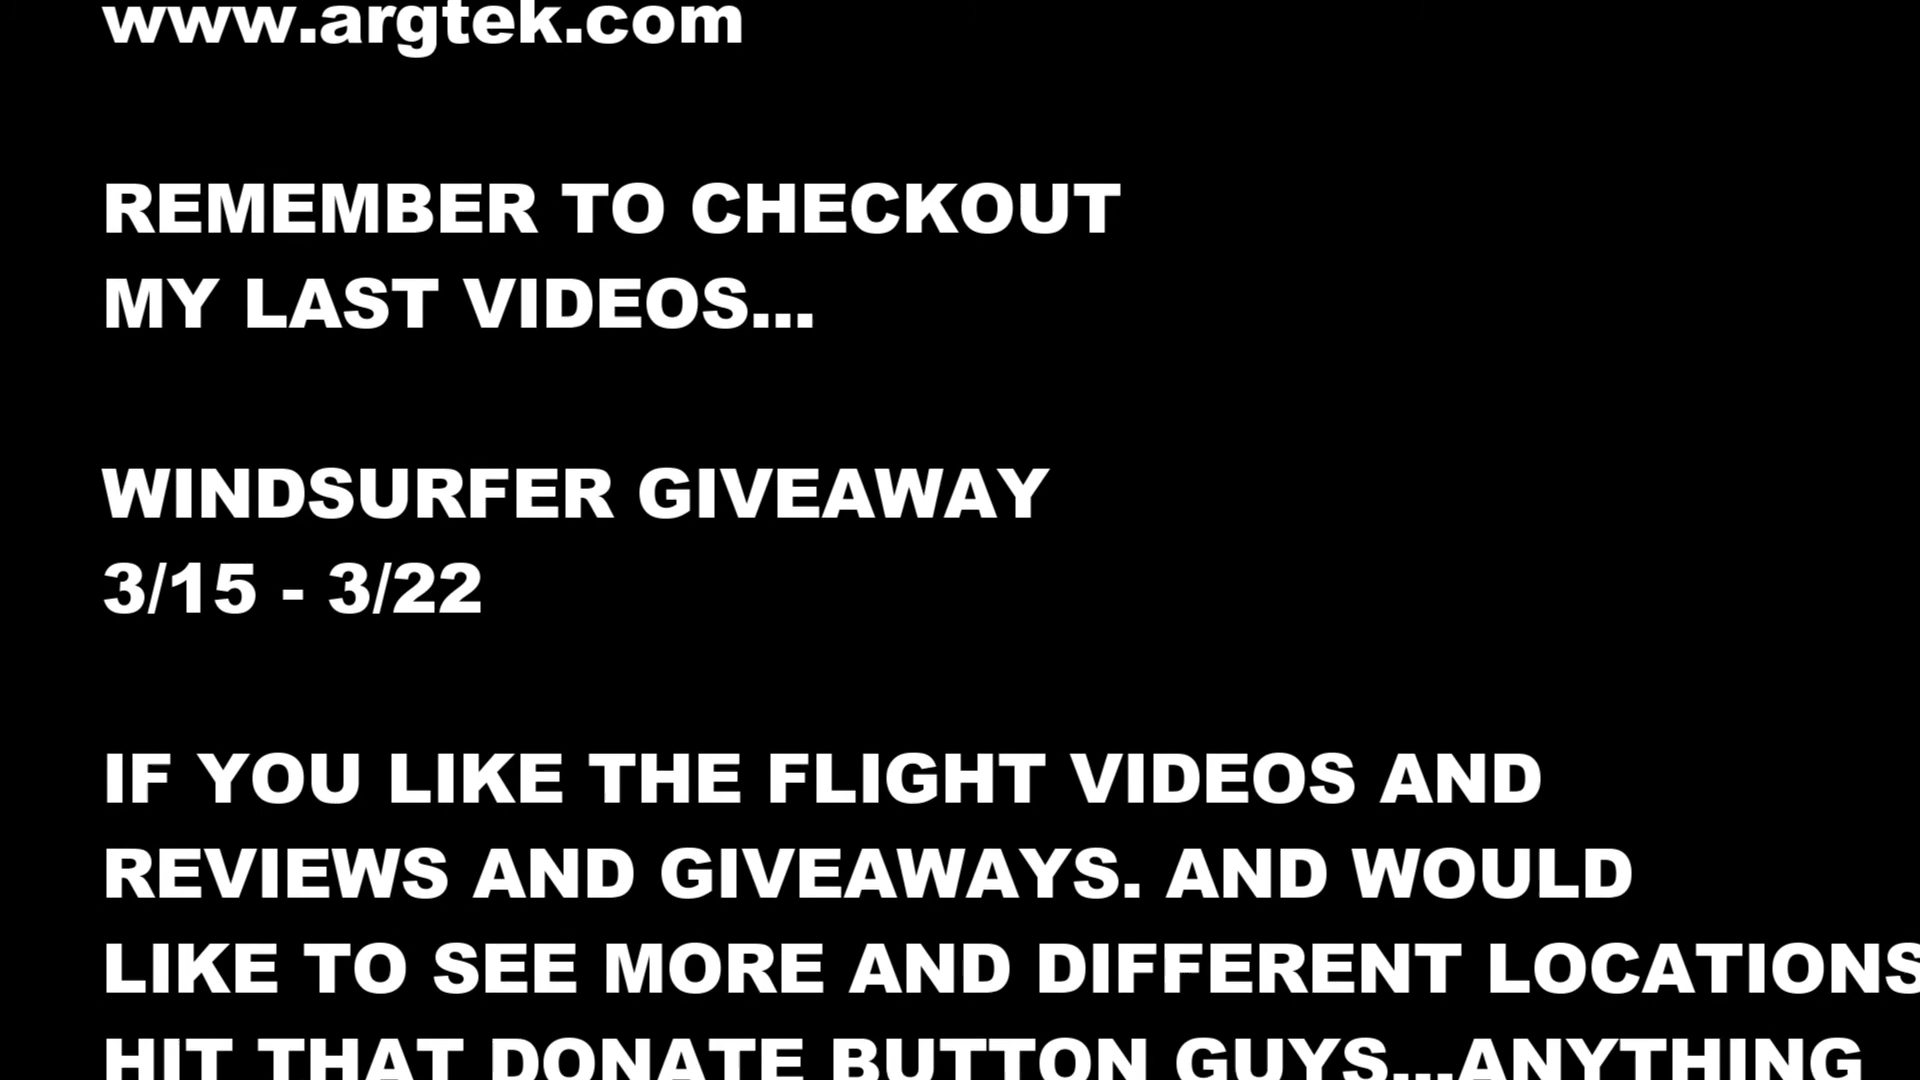 www.argtek.com
REMEMBER TO CHECKOUT
MY LAST VIDEOS...
WINDSURFER GIVEAWAY
3/15 - 3/22
IF YOU LIKE THE FLIGHT VIDEOS AND
REVIEWS AND GIVEAWAYS. AND WOULD
LIKE TO SEE MORE AND DIFFERENT LOCATIONS
HIT THAT DONATE BUTTON GUYS...ANYTHING